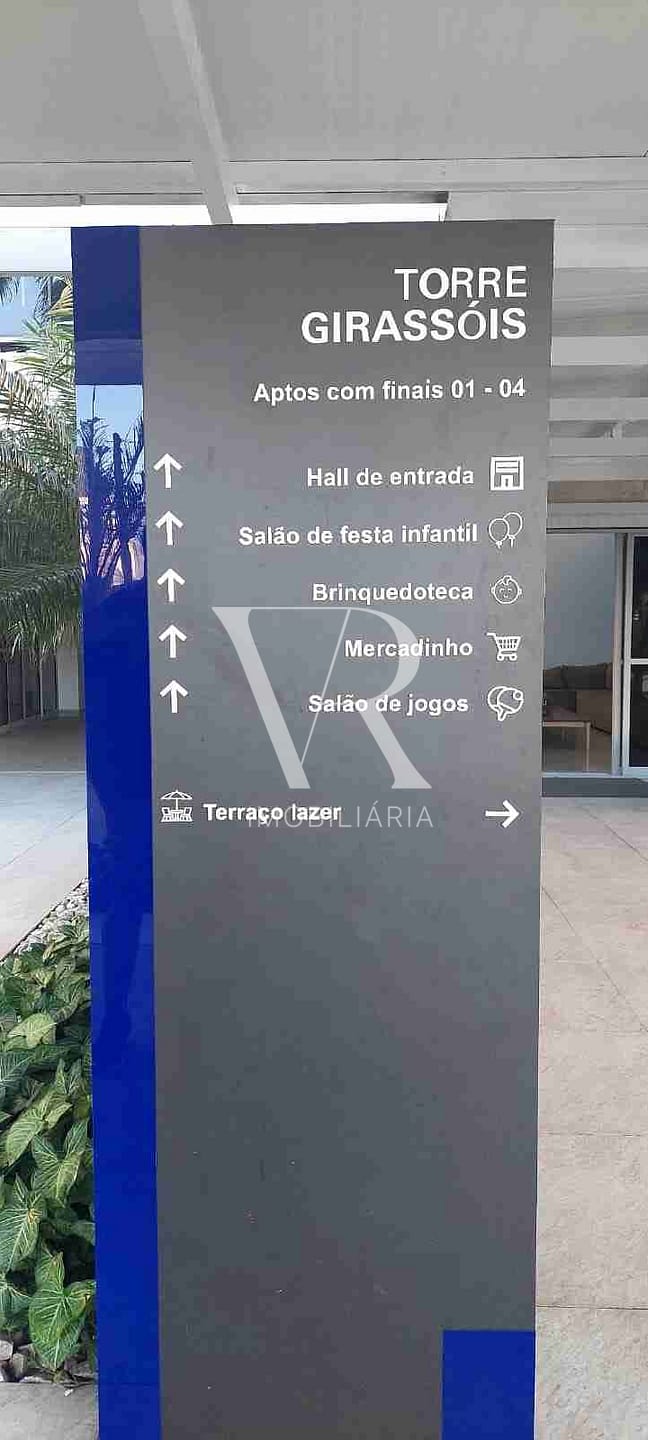 TORRE
GIRASSÓIS
Aptos com finais 01 - 04
Hall de entrada
Salão de festa infantil
Brinquedoteca
Mercadinho
Salão de jogos
Terraço lazer
VR
IMOBILIÁRIA